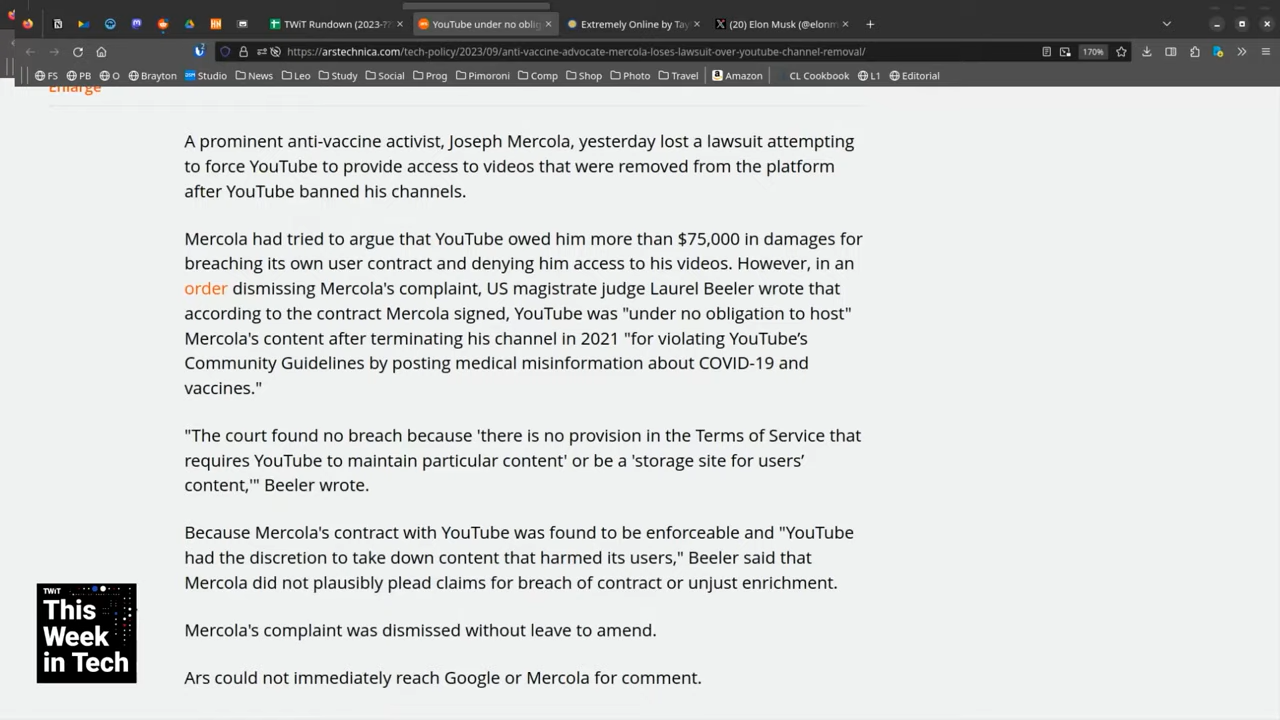 TWiT Rundown (2023-??
YouTube under no oblig
Extremely Online by Tay
(20) Elon Musk (@elonm
https://arstechnica.com/tech-policy/2023/09/anti-vaccine-advocate-mercola-loses-lawsuit-over-youtube-channel-removal/
170%
FS PB O Brayton Studio News Leo Study Social Prog Pimoroni Comp Shop Photo Travel Amazon CL Cookbook L1 Editorial
Enlarge
A prominent anti-vaccine activist, Joseph Mercola, yesterday lost a lawsuit attempting
to force YouTube to provide access to videos that were removed from the platform
after YouTube banned his channels.
Mercola had tried to argue that YouTube owed him more than $75,000 in damages for
breaching its own user contract and denying him access to his videos. However, in an
order dismissing Mercola's complaint, US magistrate judge Laurel Beeler wrote that
according to the contract Mercola signed, YouTube was "under no obligation to host"
Mercola's content after terminating his channel in 2021 "for violating YouTube’s
Community Guidelines by posting medical misinformation about COVID-19 and
vaccines."
"The court found no breach because 'there is no provision in the Terms of Service that
requires YouTube to maintain particular content' or be a 'storage site for users’
content,'" Beeler wrote.
Because Mercola's contract with YouTube was found to be enforceable and "YouTube
had the discretion to take down content that harmed its users," Beeler said that
Mercola did not plausibly plead claims for breach of contract or unjust enrichment.
Mercola's complaint was dismissed without leave to amend.
Ars could not immediately reach Google or Mercola for comment.
TWiT
This
Week
in Tech